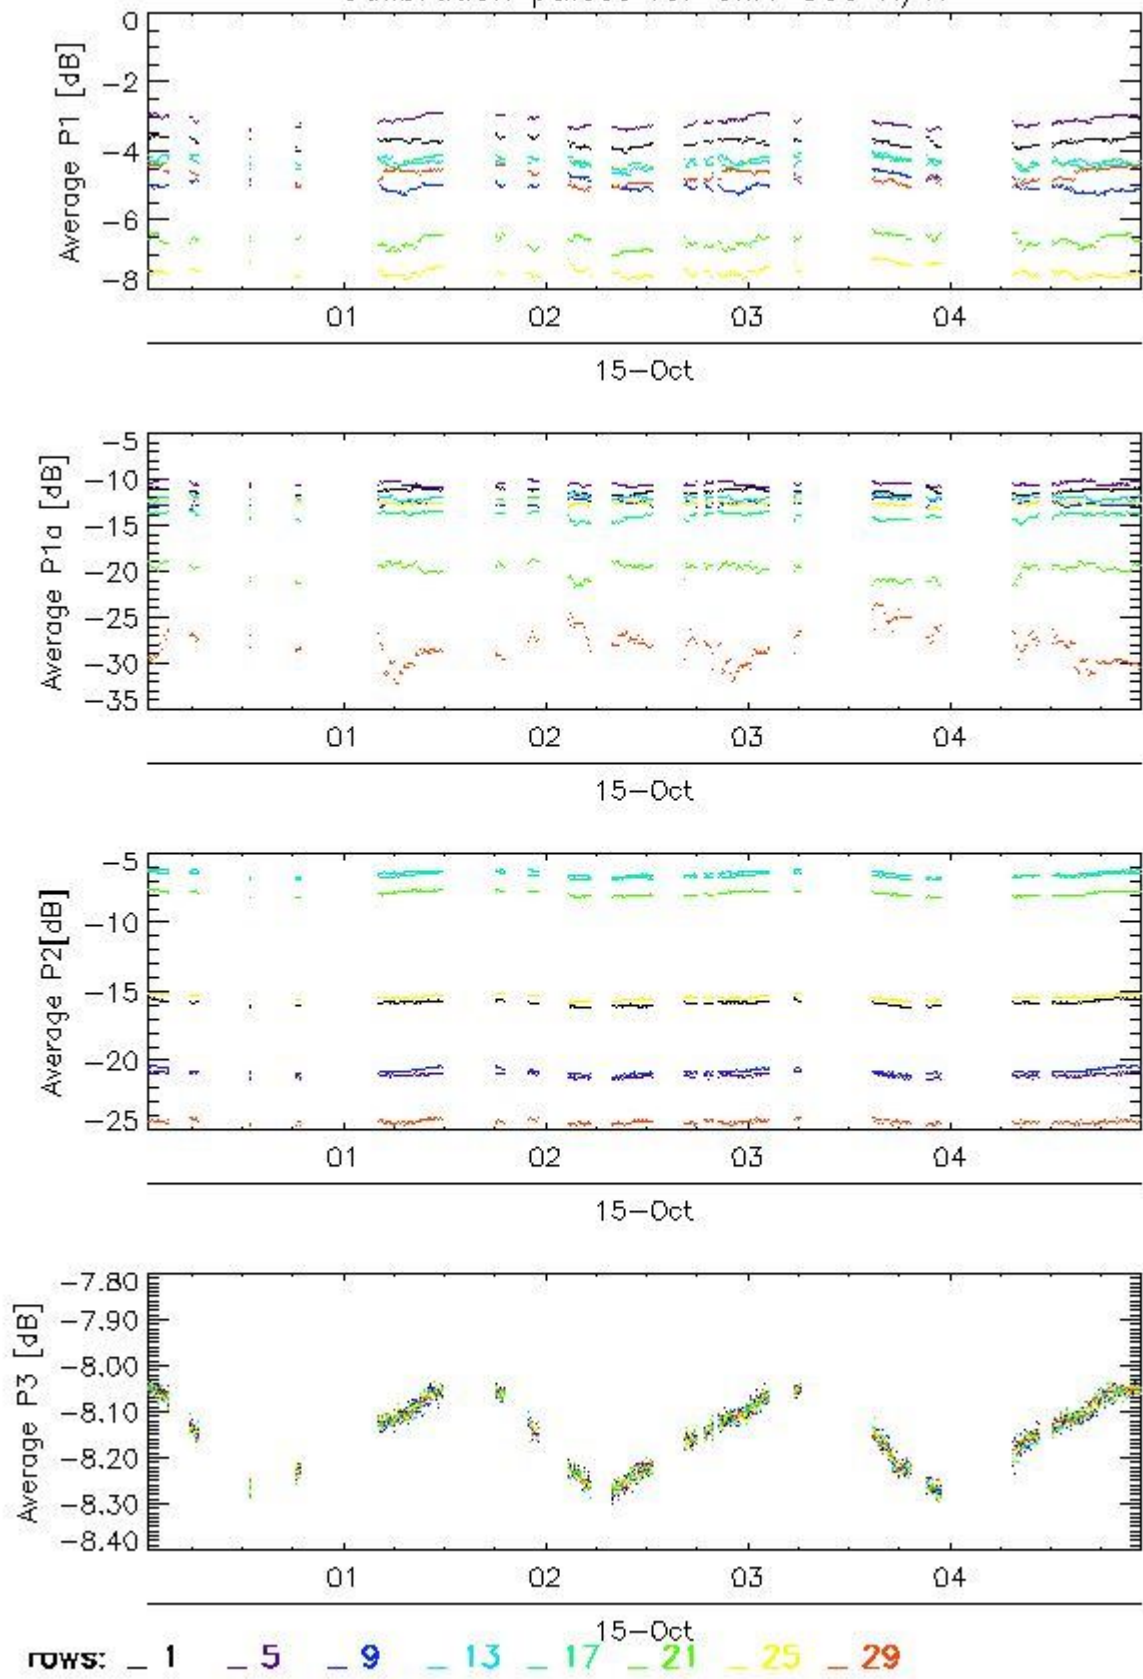 0
−2
−4
−6
−8
Average P1 [dB]
01 02 03 04
15−Oct
−5
−10
−15
−20
−25
−30
−35
Average P1a [dB]
01 02 03 04
15−Oct
−5
−10
−15
−20
−25
Average P2[dB]
01 02 03 04
15−Oct
−7.80
−7.90
−8.00
−8.10
−8.20
−8.30
−8.40
Average P3 [dB]
01 02 03 04
15−Oct
rows: _ 1 _ 5 _ 9 _ 13 _ 17 _ 21 _ 25 _ 29